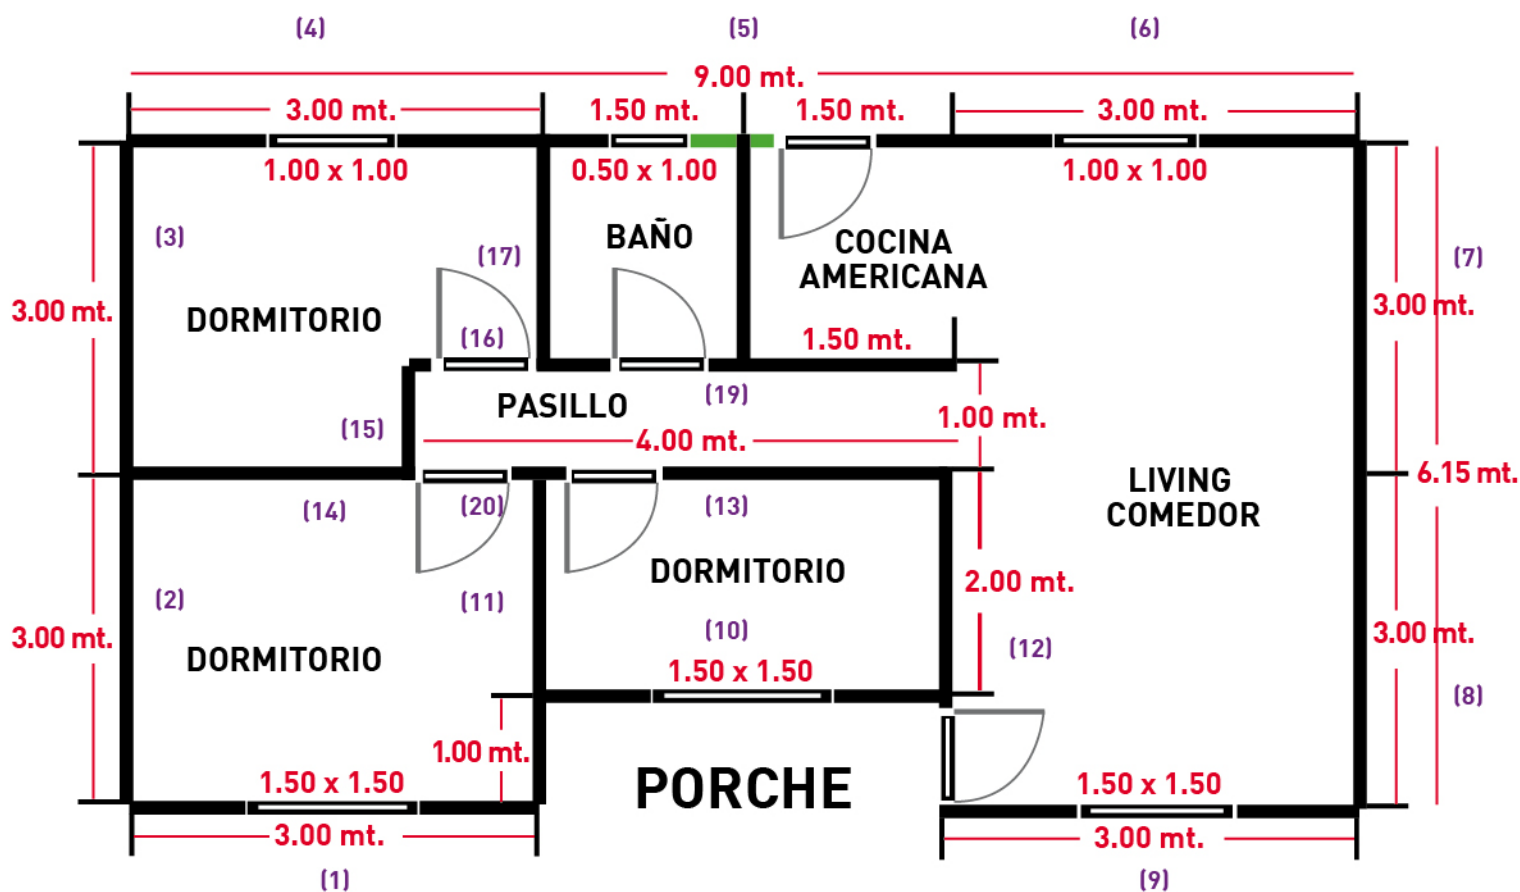 (4)
(5)
(6)
9.00 mt.
3.00 mt.
1.50 mt.
1.50 mt.
3.00 mt.
1.00 x 1.00
0.50 x 1.00
1.00 x 1.00
(3)
BAÑO
COCINA
AMERICANA
(17)
(7)
3.00 mt.
DORMITORIO
(16)
1.50 mt.
3.00 mt.
PASILLO
(19)
(15)
4.00 mt.
1.00 mt.
6.15 mt.
(14)
(20)
(13)
LIVING
COMEDOR
(2)
(11)
DORMITORIO
2.00 mt.
3.00 mt.
DORMITORIO
(10)
(12)
3.00 mt.
1.50 x 1.50
(8)
1.00 mt.
1.50 x 1.50
PORCHE
1.50 x 1.50
3.00 mt.
3.00 mt.
(1)
(9)